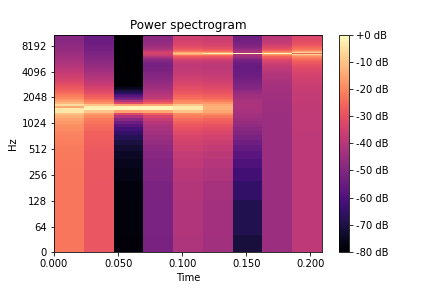 Power spectrogram
Hz
8192
4096
2048
1024
512
256
128
64
0
0.000 0.050 0.100 0.150 0.200
Time
+0 dB
-10 dB
-20 dB
-30 dB
-40 dB
-50 dB
-60 dB
-70 dB
-80 dB